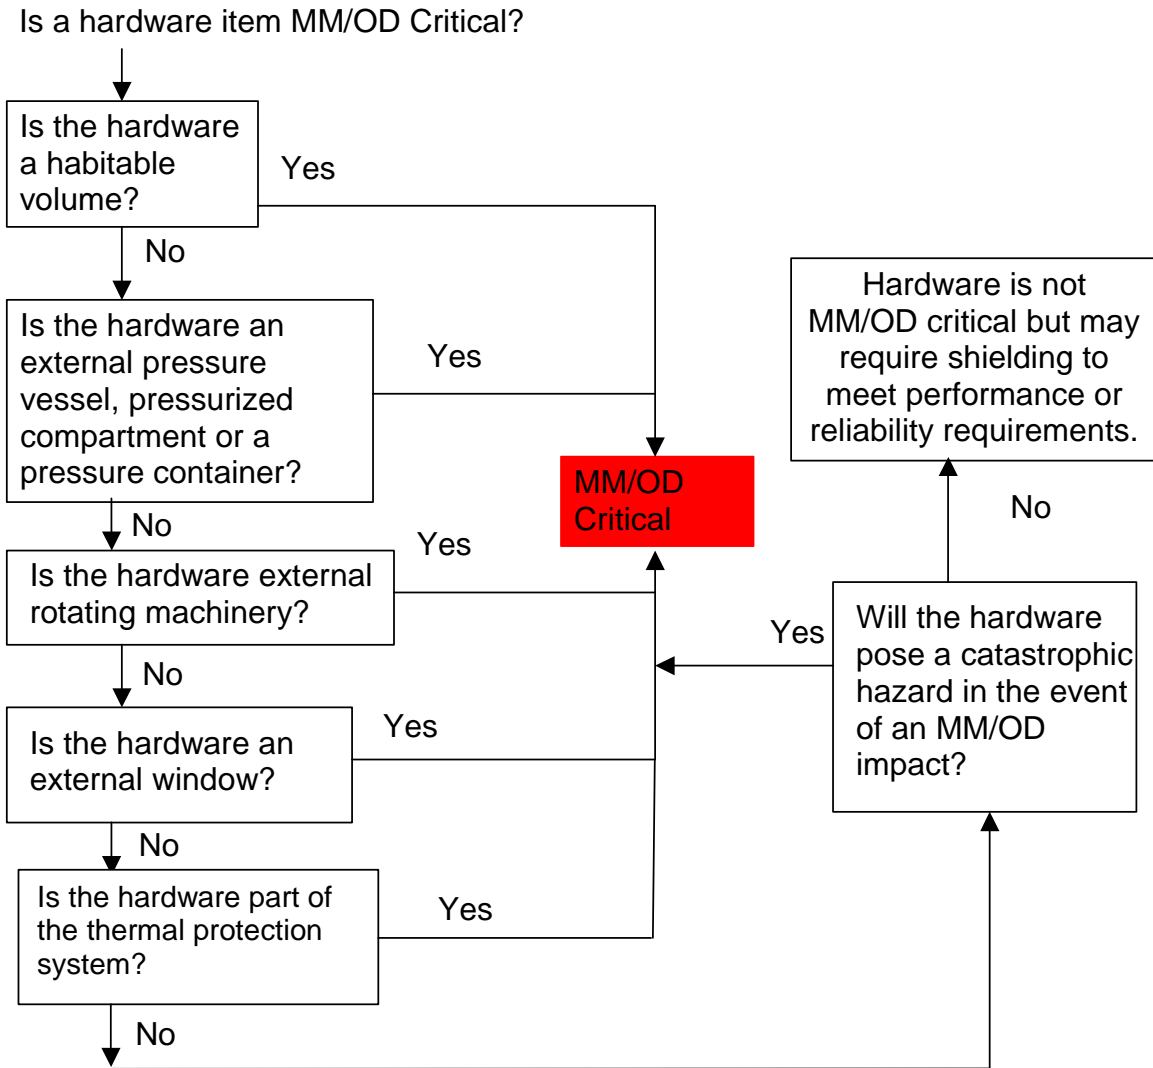 Is a hardware item MM/OD Critical?
Is the hardware
a habitable
volume?
Yes
No
Is the hardware an
external pressure
vessel, pressurized
compartment or a
pressure container?
Yes
No
Is the hardware external
rotating machinery?
Yes
No
Is the hardware an
external window?
Yes
No
Is the hardware part of
the thermal protection
system?
Yes
No
MM/OD
Critical
Will the hardware
pose a catastrophic
hazard in the event
of an MM/OD
impact?
Yes
No
Hardware is not
MM/OD critical but may
require shielding to
meet performance or
reliability requirements.